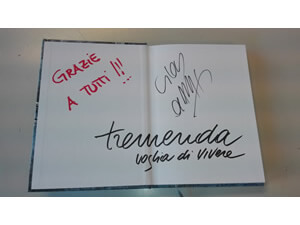 GRAZIE
A TUTTI!!!...
tremenda
voglia di vivere